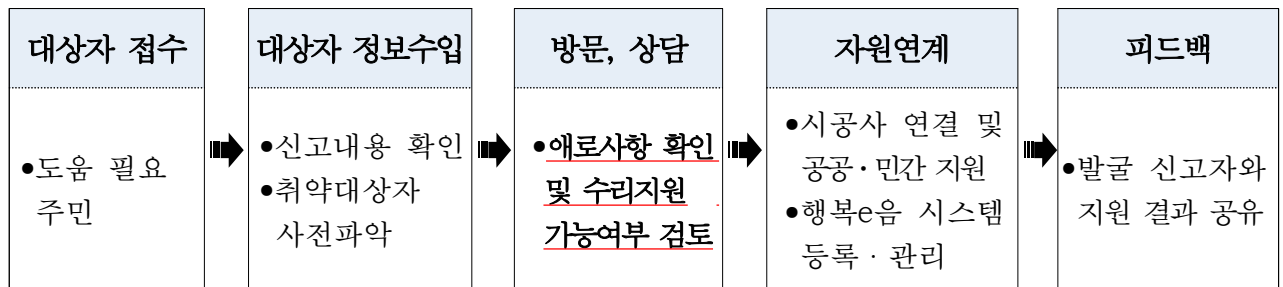 대상자 접수
●도움 필요
주민
대상자 정보수입
●신고내용 확인
●취약대상자
사전파악
방문, 상담
●애로사항 확인
및 수리지원
가능여부 검토
자원연계
●시공사 연결 및
공공·민간 지원
●행복e음 시스템
등록·관리
피드백
●발굴 신고자와
지원 결과 공유